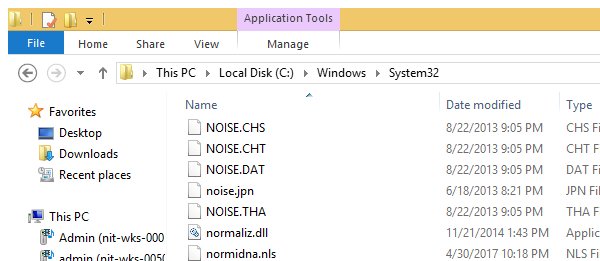 Application Tools
File Home Share View Manage
This PC Local Disk (C:) Windows System32
Favorites
Desktop
Downloads
Recent places
This PC
Admin (nit-wks-000
admin (nit-wks-0050
Name Date modified Type
NOISE.CHS 8/22/2013 9:05 PM CHS Fi
NOISE.CHT 8/22/2013 9:05 PM CHT Fi
NOISE.DAT 8/22/2013 9:05 PM DAT Fi
noise.jpn 6/18/2013 8:21 PM JPN Fil
NOISE.THA 8/22/2013 9:05 PM THA Fi
normaliz.dll 11/21/2014 1:43 PM Applic
normidna.nls 4/30/2017 10:18 PM NLS Fi